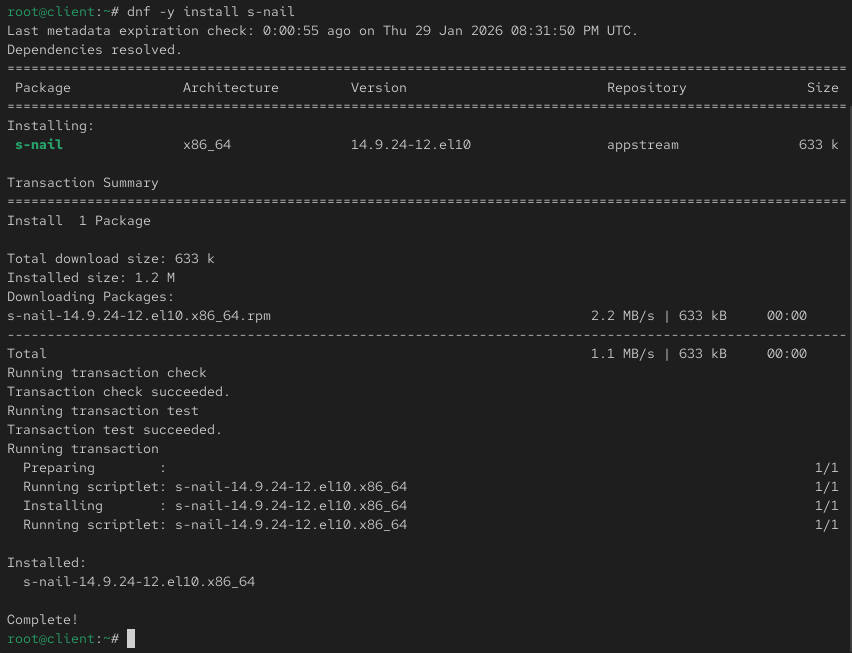 root@client:~# dnf -y install s-nail
Last metadata expiration check: 0:00:55 ago on Thu 29 Jan 2026 08:31:50 PM UTC.
Dependencies resolved.
=========================================================================================================
 Package              Architecture         Version                         Repository               Size
=========================================================================================================
Installing:
 s-nail               x86_64               14.9.24-12.el10                 appstream               633 k

Transaction Summary
=========================================================================================================
Install  1 Package

Total download size: 633 k
Installed size: 1.2 M
Downloading Packages:
s-nail-14.9.24-12.el10.x86_64.rpm                                        2.2 MB/s | 633 kB     00:00
---------------------------------------------------------------------------------------------------------
Total                                                                    1.1 MB/s | 633 kB     00:00
Running transaction check
Transaction check succeeded.
Running transaction test
Transaction test succeeded.
Running transaction
  Preparing        :                                                                                 1/1
  Running scriptlet: s-nail-14.9.24-12.el10.x86_64                                                   1/1
  Installing       : s-nail-14.9.24-12.el10.x86_64                                                   1/1
  Running scriptlet: s-nail-14.9.24-12.el10.x86_64                                                   1/1

Installed:
  s-nail-14.9.24-12.el10.x86_64

Complete!
root@client:~#